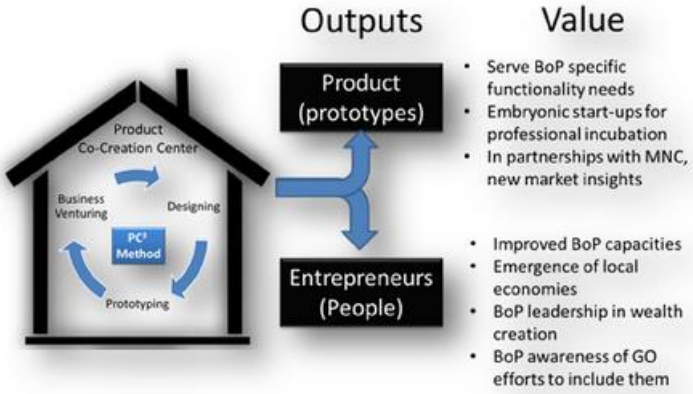 Outputs
Value
Product
(prototypes)
• Serve BoP specific
functionality needs
• Embryonic start-ups for
professional incubation
• In partnerships with MNC,
new market insights
Product
Co-Creation Center
Business
Venturing
Designing
PC³
Method
Prototyping
Entrepreneurs
(People)
• Improved BoP capacities
• Emergence of local
economies
• BoP leadership in wealth
creation
• BoP awareness of GO
efforts to include them